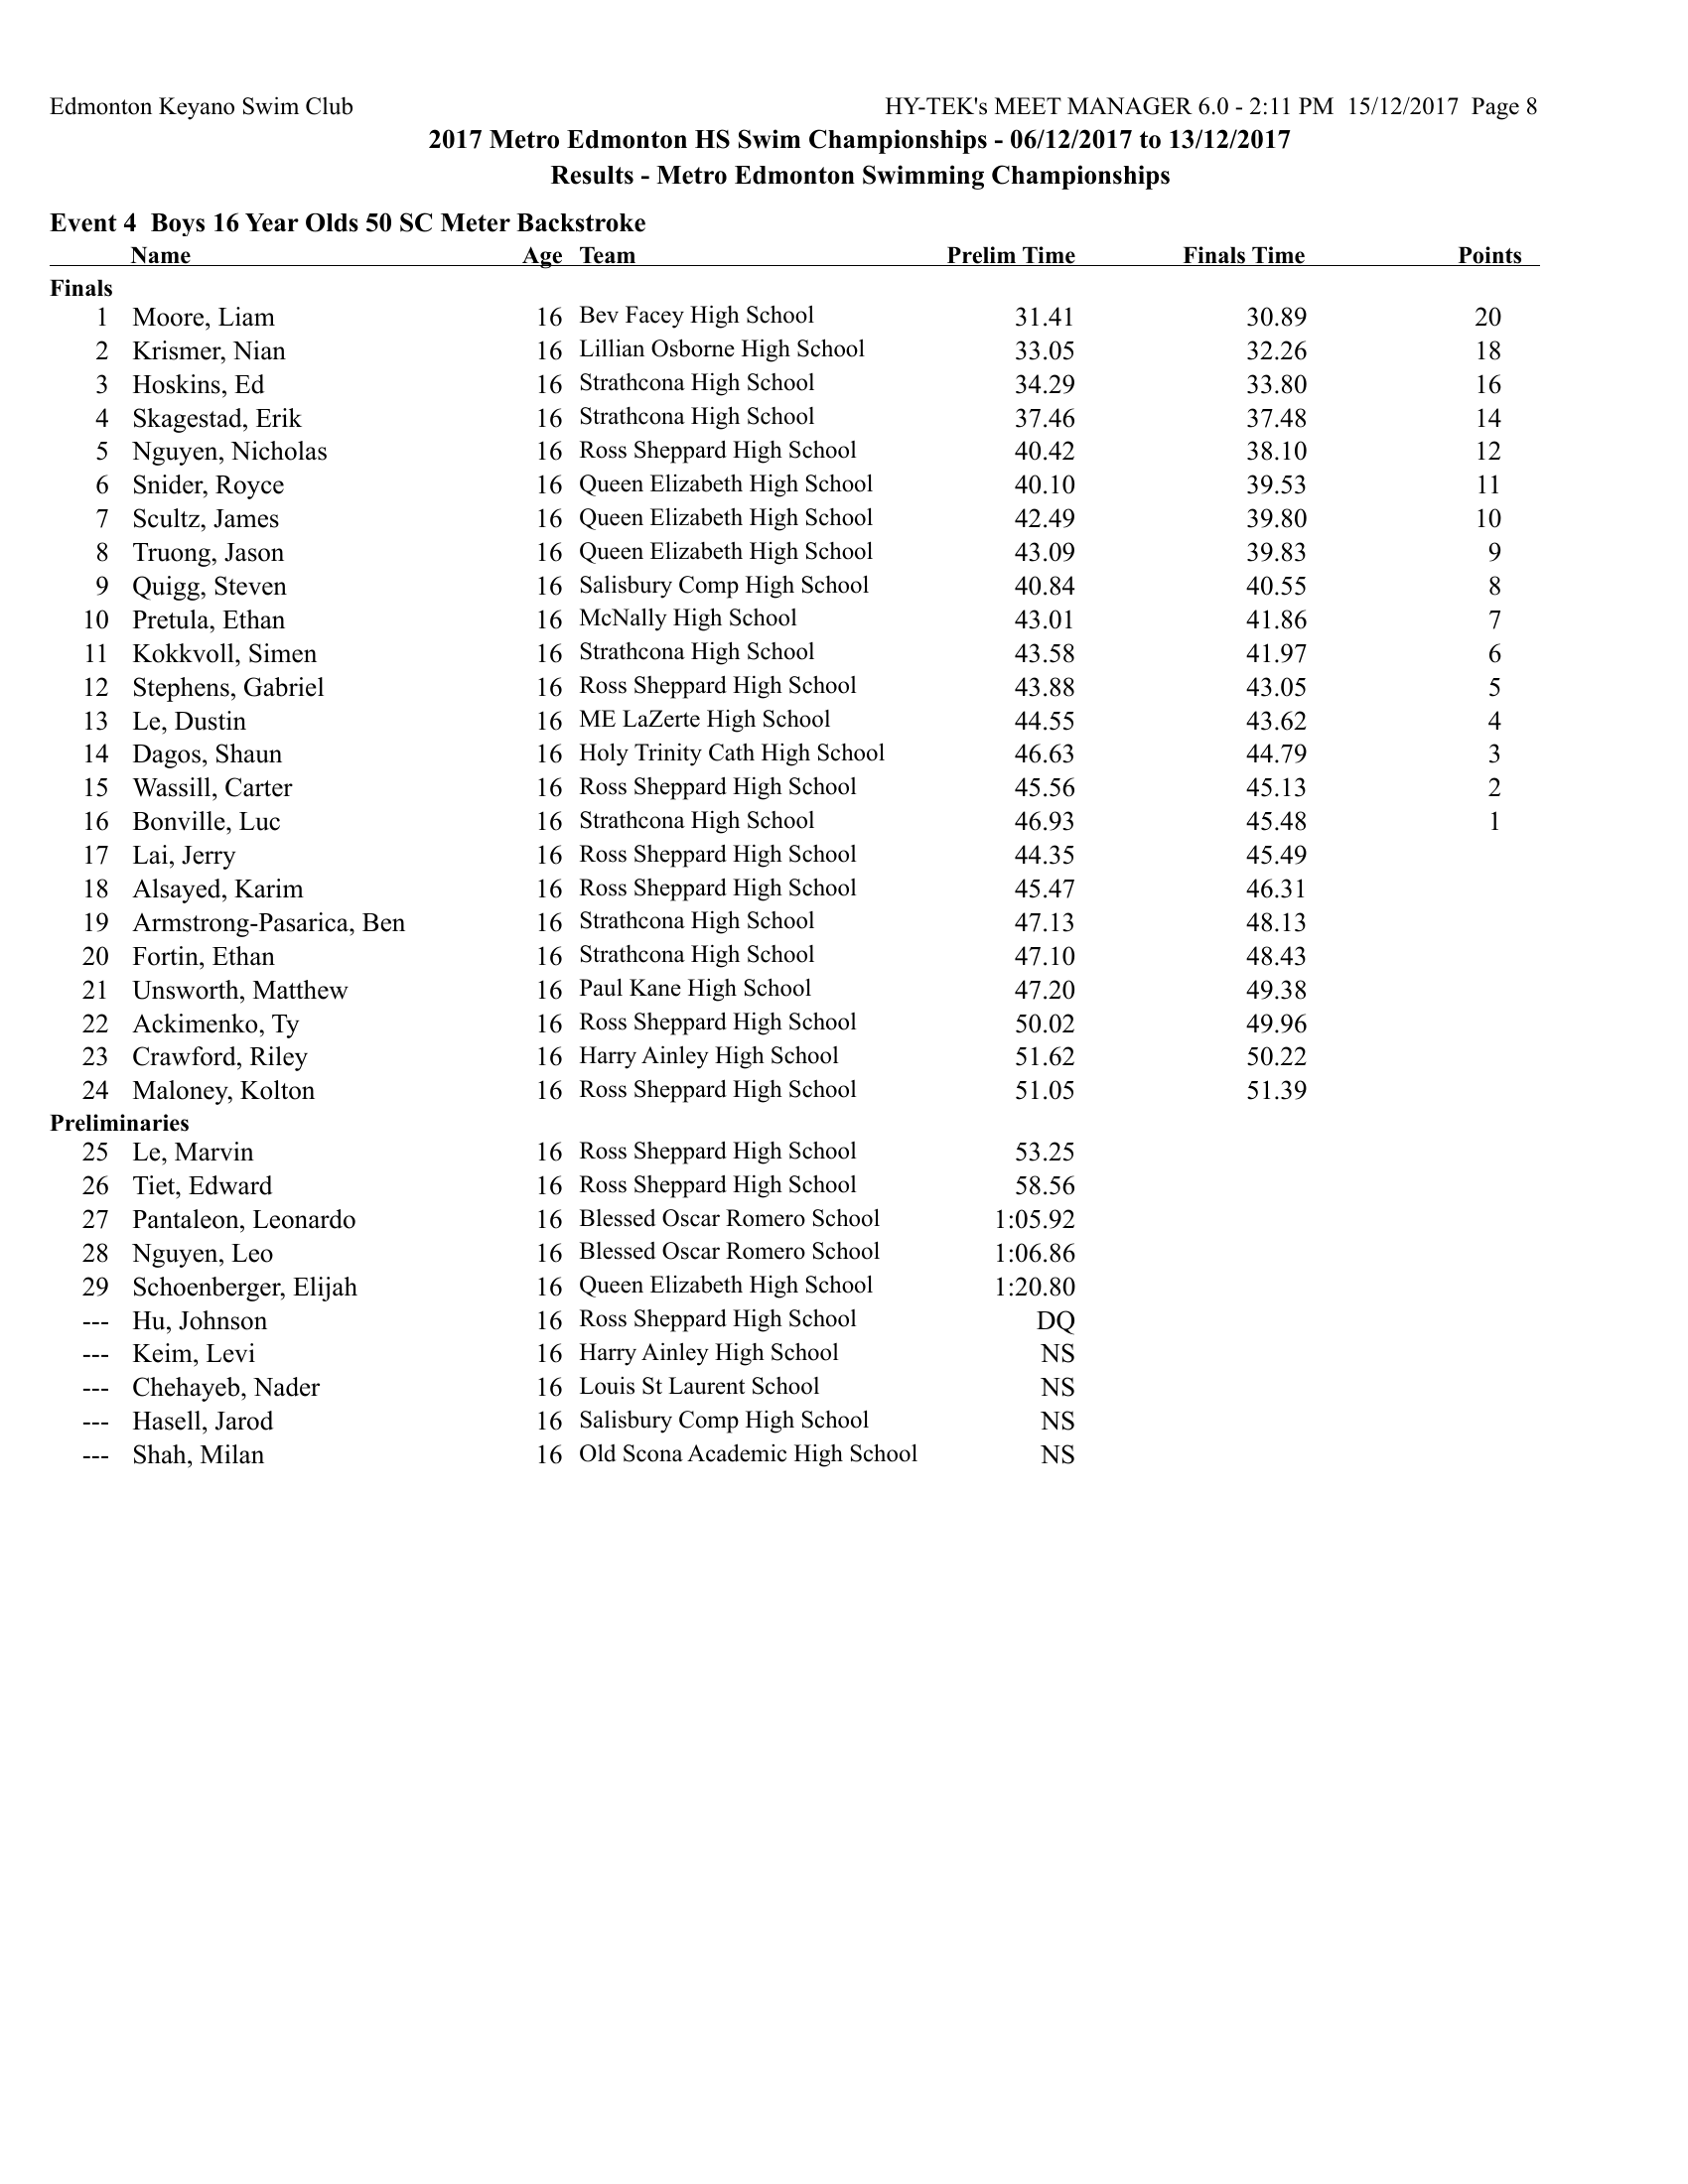 Edmonton Keyano Swim Club HY-TEK's MEET MANAGER 6.0 - 2:11 PM 15/12/2017 Page 8
2017 Metro Edmonton HS Swim Championships - 06/12/2017 to 13/12/2017
Results - Metro Edmonton Swimming Championships
Event 4 Boys 16 Year Olds 50 SC Meter Backstroke
Name Age Team Prelim Time Finals Time Points
Finals
1 Moore, Liam 16 Bev Facey High School 31.41 30.89 20
2 Krismer, Nian 16 Lillian Osborne High School 33.05 32.26 18
3 Hoskins, Ed 16 Strathcona High School 34.29 33.80 16
4 Skagestad, Erik 16 Strathcona High School 37.46 37.48 14
5 Nguyen, Nicholas 16 Ross Sheppard High School 40.42 38.10 12
6 Snider, Royce 16 Queen Elizabeth High School 40.10 39.53 11
7 Scultz, James 16 Queen Elizabeth High School 42.49 39.80 10
8 Truong, Jason 16 Queen Elizabeth High School 43.09 39.83 9
9 Quigg, Steven 16 Salisbury Comp High School 40.84 40.55 8
10 Pretula, Ethan 16 McNally High School 43.01 41.86 7
11 Kokkvoll, Simen 16 Strathcona High School 43.58 41.97 6
12 Stephens, Gabriel 16 Ross Sheppard High School 43.88 43.05 5
13 Le, Dustin 16 ME LaZerte High School 44.55 43.62 4
14 Dagos, Shaun 16 Holy Trinity Cath High School 46.63 44.79 3
15 Wassill, Carter 16 Ross Sheppard High School 45.56 45.13 2
16 Bonville, Luc 16 Strathcona High School 46.93 45.48 1
17 Lai, Jerry 16 Ross Sheppard High School 44.35 45.49
18 Alsayed, Karim 16 Ross Sheppard High School 45.47 46.31
19 Armstrong-Pasarica, Ben 16 Strathcona High School 47.13 48.13
20 Fortin, Ethan 16 Strathcona High School 47.10 48.43
21 Unsworth, Matthew 16 Paul Kane High School 47.20 49.38
22 Ackimenko, Ty 16 Ross Sheppard High School 50.02 49.96
23 Crawford, Riley 16 Harry Ainley High School 51.62 50.22
24 Maloney, Kolton 16 Ross Sheppard High School 51.05 51.39
Preliminaries
25 Le, Marvin 16 Ross Sheppard High School 53.25
26 Tiet, Edward 16 Ross Sheppard High School 58.56
27 Pantaleon, Leonardo 16 Blessed Oscar Romero School 1:05.92
28 Nguyen, Leo 16 Blessed Oscar Romero School 1:06.86
29 Schoenberger, Elijah 16 Queen Elizabeth High School 1:20.80
--- Hu, Johnson 16 Ross Sheppard High School DQ
--- Keim, Levi 16 Harry Ainley High School NS
--- Chehayeb, Nader 16 Louis St Laurent School NS
--- Hasell, Jarod 16 Salisbury Comp High School NS
--- Shah, Milan 16 Old Scona Academic High School NS